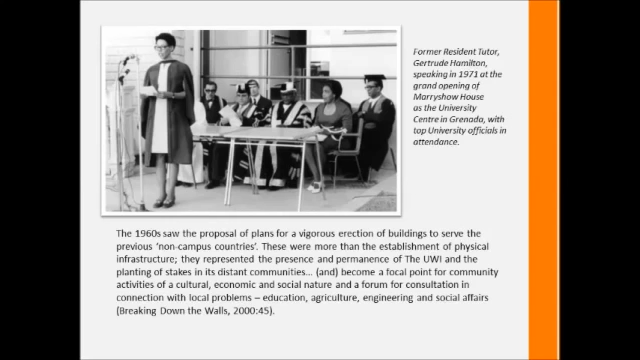 Former Resident Tutor,
Gertrude Hamilton,
speaking in 1971 at the
grand opening of
Marryshow House
as the University
Centre in Grenada, with
top University officials in
attendance.
The 1960s saw the proposal of plans for a vigorous erection of buildings to serve the
previous 'non-campus countries'. These were more than the establishment of physical
infrastructure; they represented the presence and permanence of The UWI and the
planting of stakes in its distant communities... (and) become a focal point for community
activities of a cultural, economic and social nature and a forum for consultation in
connection with local problems – education, agriculture, engineering and social affairs
(Breaking Down the Walls, 2000:45).